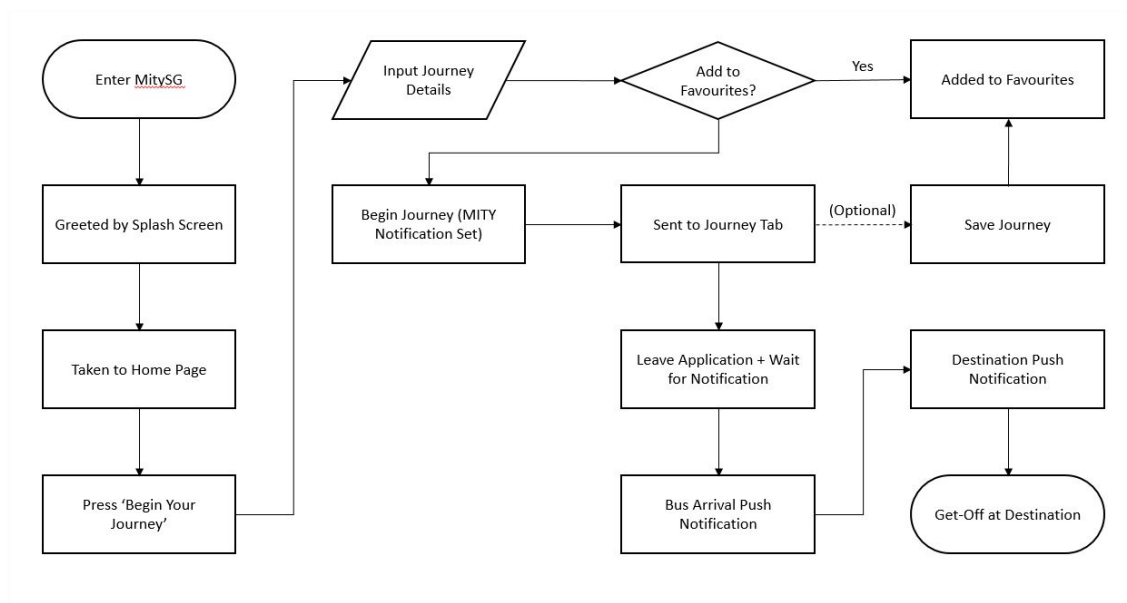 Enter MitySG
Greeted by Splash Screen
Taken to Home Page
Press ‘Begin Your
Journey’
Input Journey
Details
Add to
Favourites?
Yes
Added to Favourites
Begin Journey (MITY
Notification Set)
Sent to Journey Tab
(Optional)
Save Journey
Leave Application + Wait
for Notification
Bus Arrival Push
Notification
Destination Push
Notification
Get-Off at Destination